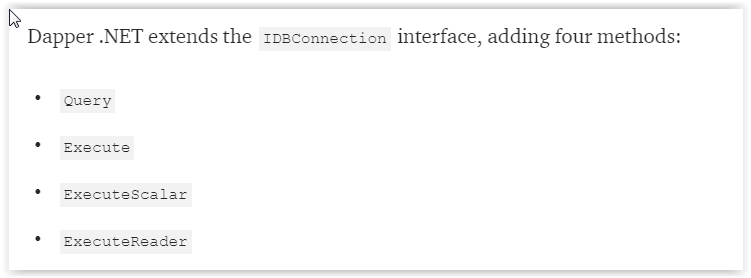 Dapper .NET extends the IDBConnection interface, adding four methods:
• Query
• Execute
• ExecuteScalar
• ExecuteReader